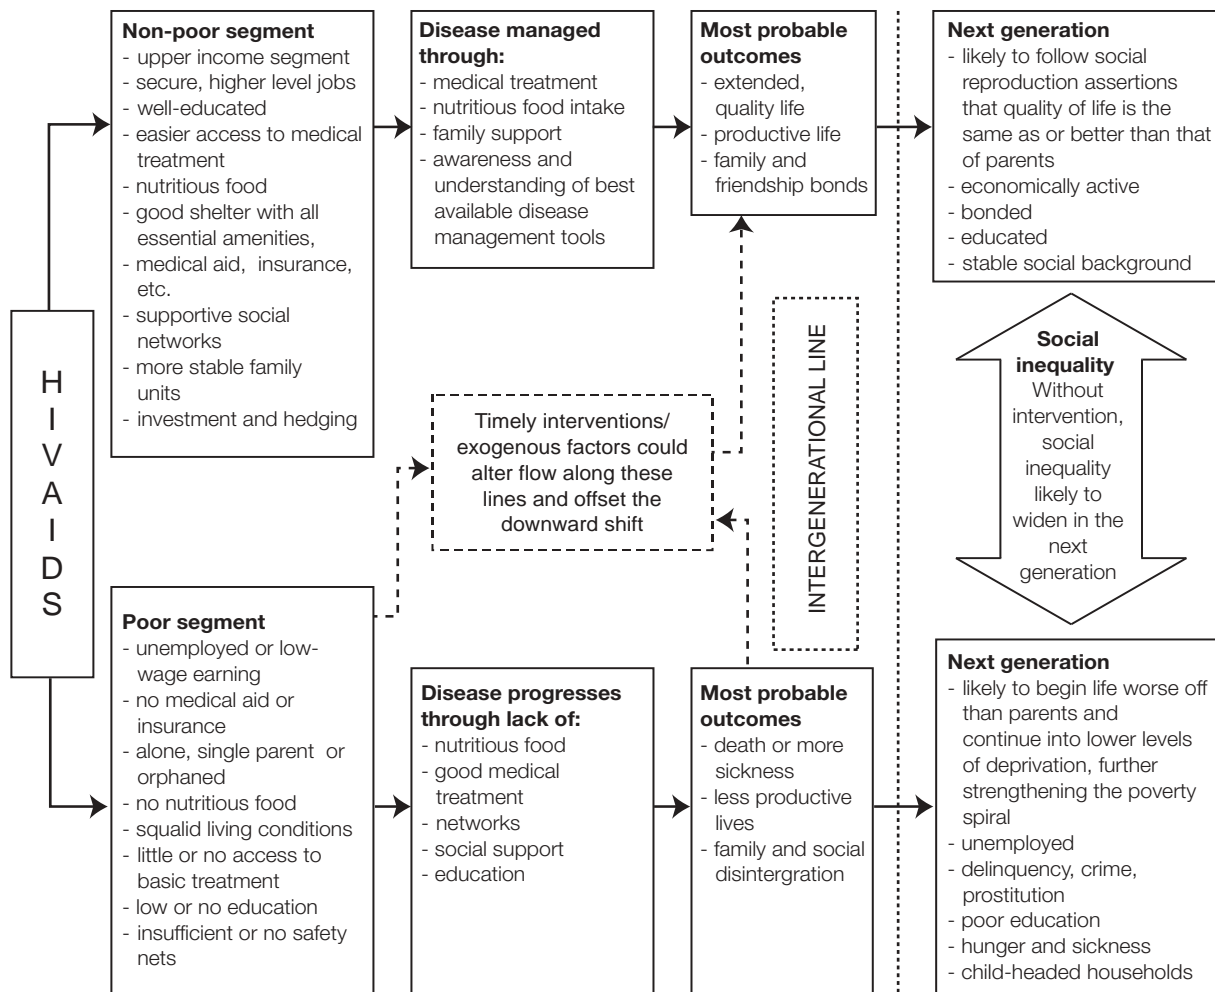 HIVAIDS
Non-poor segment
- upper income segment
- secure, higher level jobs
- well-educated
- easier access to medical
treatment
- nutritious food
- good shelter with all
essential amenities,
- medical aid, insurance,
etc.
- supportive social
networks
- more stable family
units
- investment and hedging
Disease managed
through:
- medical treatment
- nutritious food intake
- family support
- awareness and
understanding of best
available disease
management tools
Most probable
outcomes
- extended,
quality life
- productive life
- family and
friendship bonds
Next generation
- likely to follow social
reproduction assertions
that quality of life is the
same as or better than that
of parents
- economically active
- bonded
- educated
- stable social background
Timely interventions/
exogenous factors could
alter flow along these
lines and offset the
downward shift
INTERGENERATIONAL LINE
Social
inequality
Without
intervention,
social
inequality
likely to
widen in the
next
generation
Poor segment
- unemployed or low-
wage earning
- no medical aid or
insurance
- alone, single parent or
orphaned
- no nutritious food
- squalid living conditions
- little or no access to
basic treatment
- low or no education
- insufficient or no safety
nets
Disease progresses
through lack of:
- nutritious food
- good medical
treatment
- networks
- social support
- education
Most probable
outcomes
- death or more
sickness
- less productive
lives
- family and social
disintergration
Next generation
- likely to begin life worse off
than parents and
continue into lower levels
of deprivation, further
strengthening the poverty
spiral
- unemployed
- delinquency, crime,
prostitution
- poor education
- hunger and sickness
- child-headed households